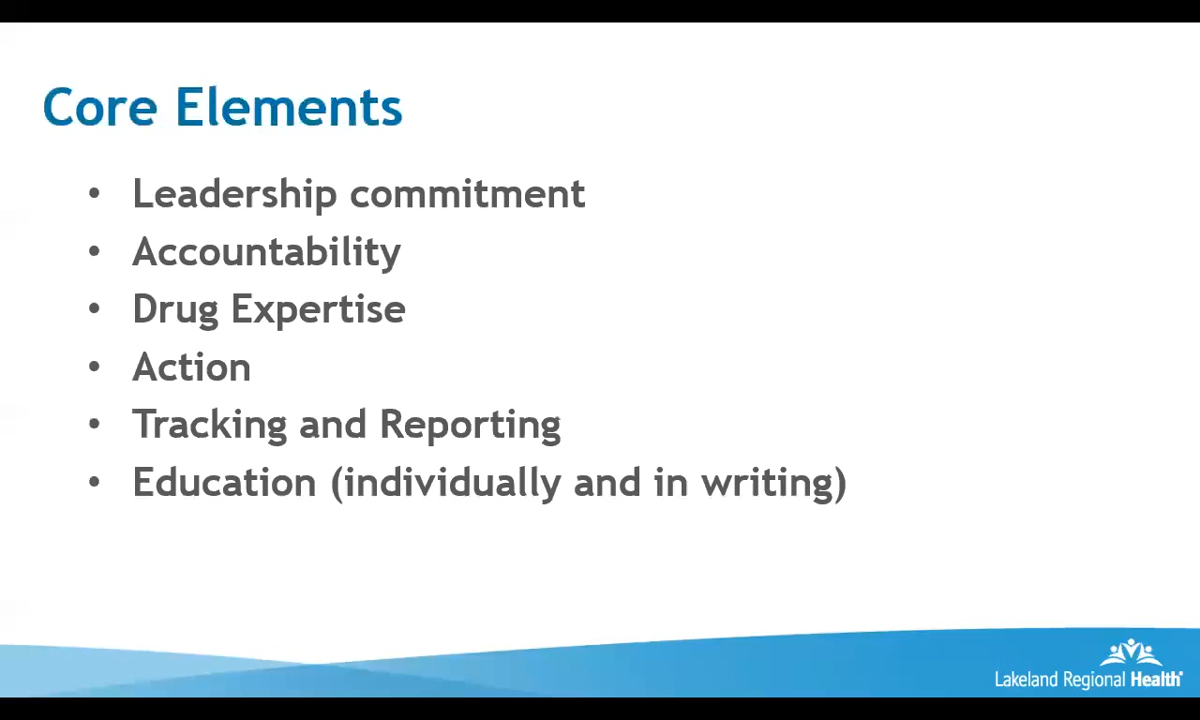 Core Elements
• Leadership commitment
• Accountability
• Drug Expertise
• Action
• Tracking and Reporting
• Education (individually and in writing)
Lakeland Regional Health